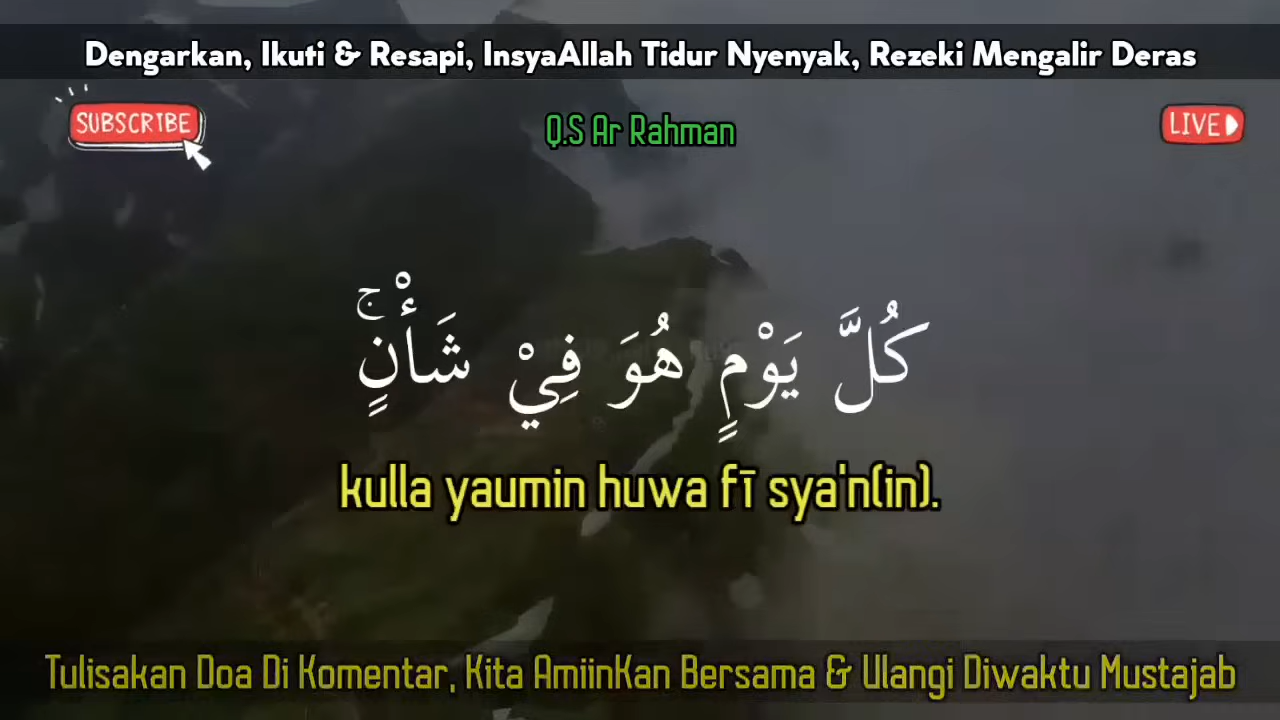 Dengarkan, Ikuti & Resapi, InsyaAllah Tidur Nyenyak, Rezeki Mengalir Deras
SUBSCRIBE
Q.S Ar Rahman
LIVE
كُلَّ يَوْمٍ هُوَ فِيْ شَأْنٍۚ
kulla yaumin huwa fī sya'n(in).
Tulisakan Doa Di Komentar, Kita AmiinKan Bersama & Ulangi Diwaktu Mustajab